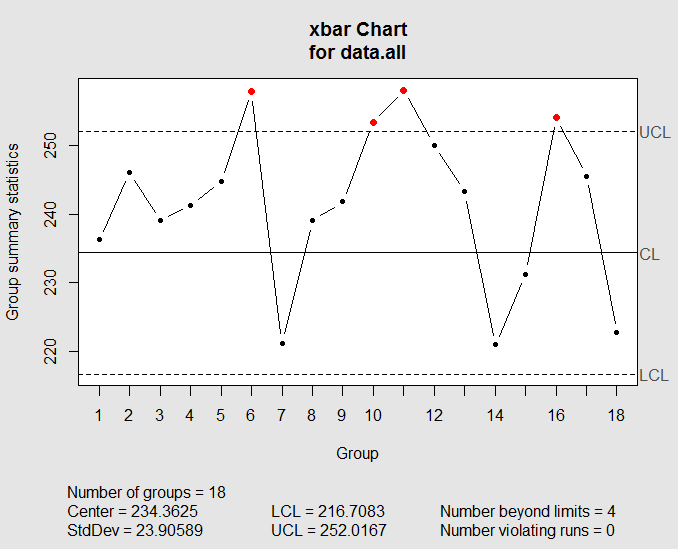 xbar Chart
for data.all
Group summary statistics
250
240
230
220
UCL
CL
LCL
1 2 3 4 5 6 7 8 9 10 12 14 16 18
Group
Number of groups = 18
Center = 234.3625 LCL = 216.7083 Number beyond limits = 4
StdDev = 23.90589 UCL = 252.0167 Number violating runs = 0